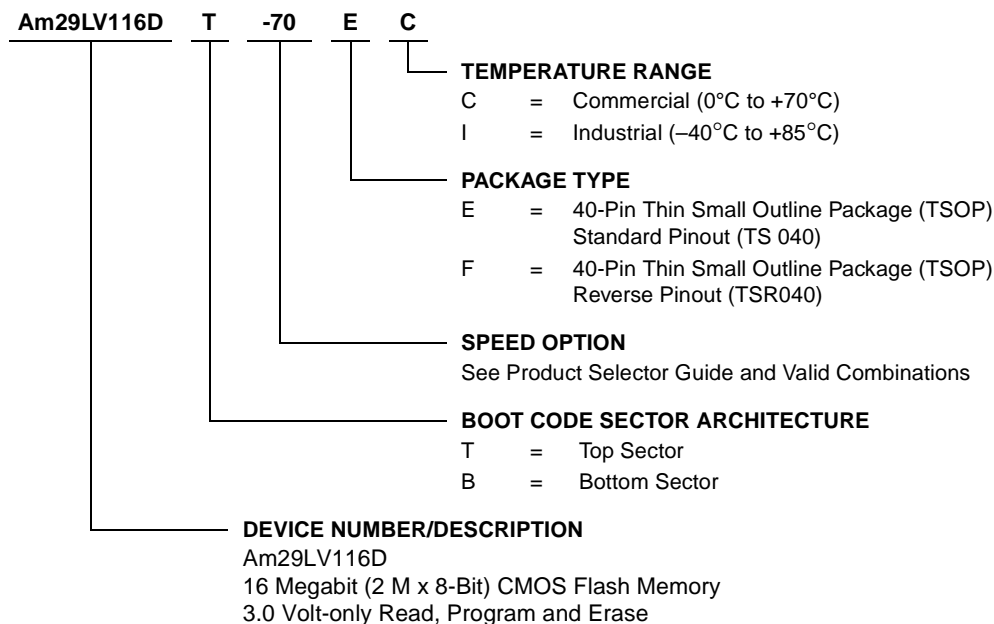 Am29LV116D T -70 E C
TEMPERATURE RANGE
C = Commercial (0°C to +70°C)
I = Industrial (–40°C to +85°C)
PACKAGE TYPE
E = 40-Pin Thin Small Outline Package (TSOP)
Standard Pinout (TS 040)
F = 40-Pin Thin Small Outline Package (TSOP)
Reverse Pinout (TSR040)
SPEED OPTION
See Product Selector Guide and Valid Combinations
BOOT CODE SECTOR ARCHITECTURE
T = Top Sector
B = Bottom Sector
DEVICE NUMBER/DESCRIPTION
Am29LV116D
16 Megabit (2 M x 8-Bit) CMOS Flash Memory
3.0 Volt-only Read, Program and Erase